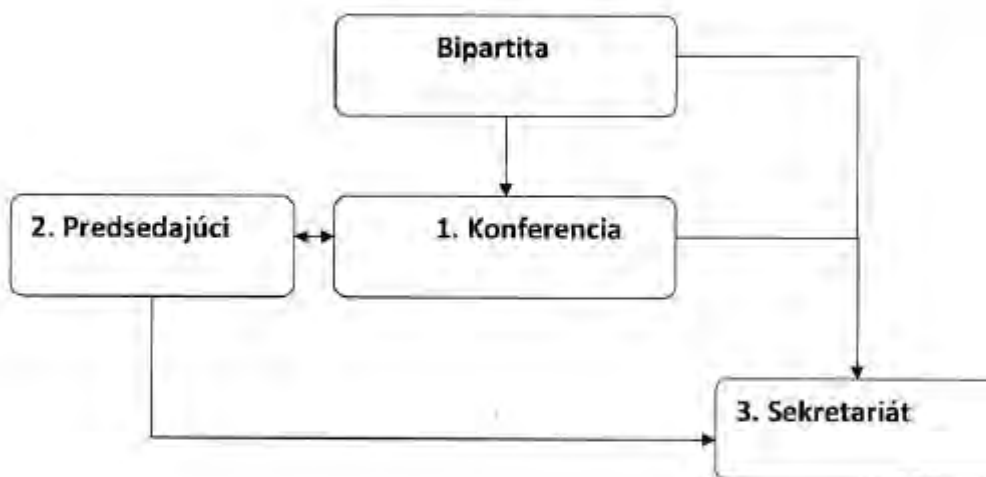 Bipartita
2. Predsedajúci
1. Konferencia
3. Sekretariát